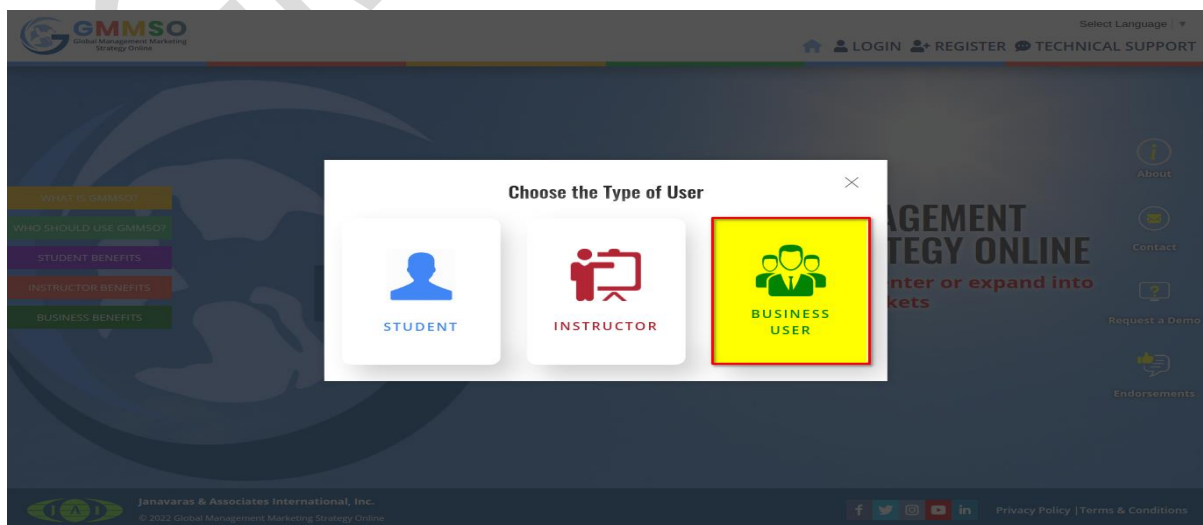 GMMSO
Global Management Marketing
Strategy Online
Select Language ▼
LOGIN REGISTER TECHNICAL SUPPORT
Choose the Type of User
STUDENT
INSTRUCTOR
BUSINESS
USER
WHAT IS GMMSO?
WHO SHOULD USE GMMSO?
STUDENT BENEFITS
INSTRUCTOR BENEFITS
BUSINESS BENEFITS
AGEMENT
TEGY ONLINE
nter or expand into
kets
About
Contact
Request a Demo
Endorsements
IAI
Janavaras & Associates International, Inc.
© 2022 Global Management Marketing Strategy Online
Privacy Policy | Terms & Conditions